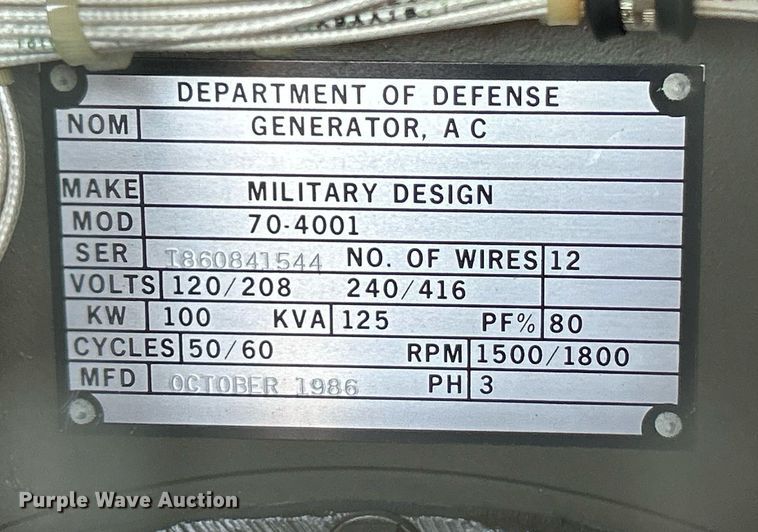 DEPARTMENT OF DEFENSE
NOM GENERATOR, A C
MAKE MILITARY DESIGN
MOD 70-4001
SER T860841544 NO. OF WIRES 12
VOLTS 120/208 240/416
KW 100 KVA 125 PF% 80
CYCLES 50/60 RPM 1500/1800
MFD OCTOBER 1986 PH 3
Purple Wave Auction